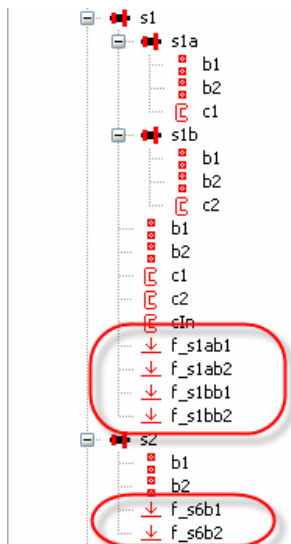 s1
s1a
b1
b2
c1
s1b
b1
b2
c2
b1
b2
c1
c2
cIn
f_s1ab1
f_s1ab2
f_s1bb1
f_s1bb2
s2
b1
b2
f_s6b1
f_s6b2